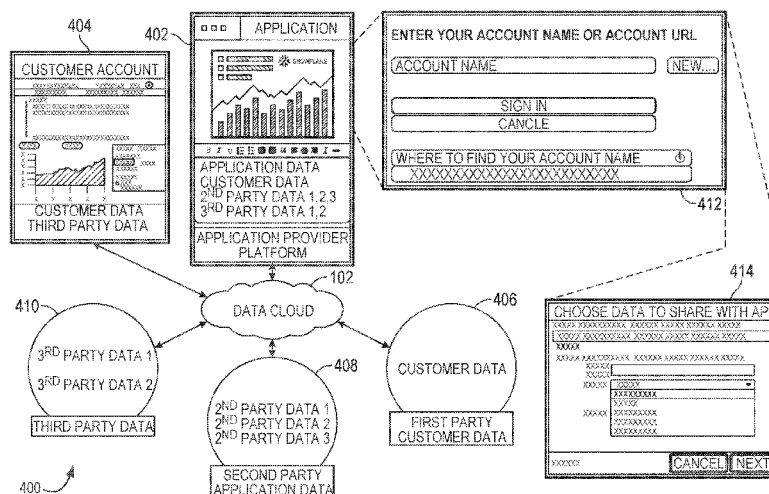 404
CUSTOMER ACCOUNT
CUSTOMER DATA
THIRD PARTY DATA
402
APPLICATION
SNOWFLAKE
B I U
APPLICATION DATA
CUSTOMER DATA
2ND PARTY DATA 1,2,3
3RD PARTY DATA 1,2
APPLICATION PROVIDER
PLATFORM
ENTER YOUR ACCOUNT NAME OR ACCOUNT URL
ACCOUNT NAME
NEW....
SIGN IN
CANCLE
WHERE TO FIND YOUR ACCOUNT NAME
XXXXXXXXXXXXXXXXXXXXXXXX
412
102
DATA CLOUD
410
3RD PARTY DATA 1
3RD PARTY DATA 2
THIRD PARTY DATA
408
2ND PARTY DATA 1
2ND PARTY DATA 2
2ND PARTY DATA 3
SECOND PARTY
APPLICATION DATA
406
CUSTOMER DATA
FIRST PARTY
CUSTOMER DATA
414
CHOOSE DATA TO SHARE WITH AP
XXXXX
XXXXXX
CANCEL
NEXT
400